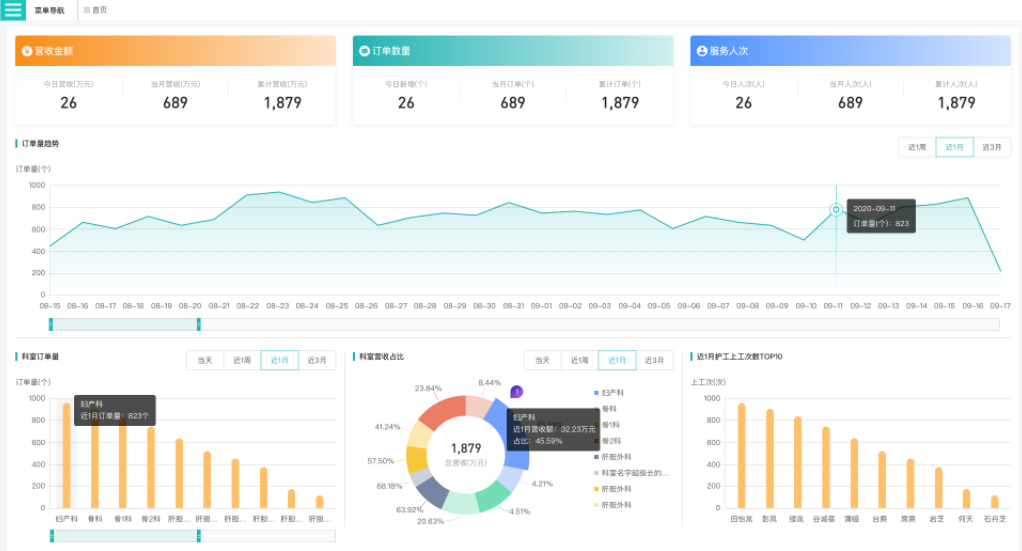 菜单导航 首页
营收金额
今日营收(万元) 当月营收(万元) 累计营收(万元)
26 689 1,879
订单数量
今日新增(个) 当月订单(个) 累计订单(个)
26 689 1,879
服务人次
今日人次(人) 当月人次(人) 累计人次(人)
26 689 1,879
订单量趋势
近1周 近1月 近3月
订单量(个)
1000
800
600
400
200
0
2020-09-11
订单量(个): 823
08-15 08-16 08-17 08-18 08-19 08-20 08-21 08-22 08-23 08-24 08-25 08-26 08-27 08-28 08-29 08-30 08-31 09-01 09-02 09-03 09-04 09-05 09-06 09-07 09-08 09-09 09-10 09-11 09-12 09-13 09-14 09-15 09-16 09-17
科室订单量
当天 近1周 近1月 近3月
订单量(个)
1000
800
600
400
200
0
妇产科
近1月订单量: 823个
妇产科 骨科 骨1科 骨2科 肝胆... 肝胆... 肝胆... 肝胆... 肝胆... 肝胆...
科室营收占比
当天 近1周 近1月 近3月
8.44%
23.84%
41.24%
57.50%
68.18%
63.92%
20.63%
4.51%
4.21%
1,879
总营收(万元)
妇产科
近1月营收额: 32.23万元
占比: 45.59%
妇产科
骨科
骨1科
骨2科
肝胆外科
科室名字超级长的...
肝胆外科
肝胆外科
近1月护工上工次数TOP10
上工次(次)
1000
800
600
400
200
0
田怡岚 彭凤 绿凤 谷诚蓓 蒲娅 台爽 席爽 岩芝 何天 石丹芝